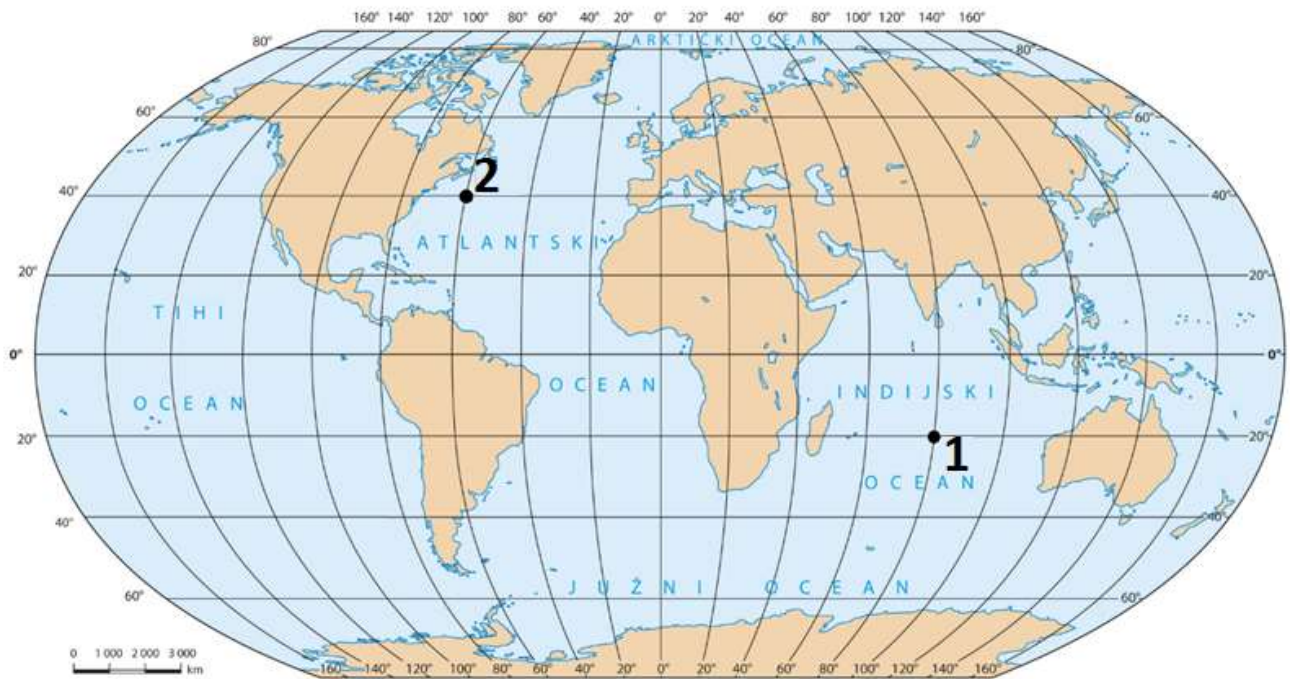 160° 140° 120° 100° 80° 60° 40° 20° 0° 20° 40° 60° 80° 100° 120° 140° 160°
80° ARKTIČKI OCEAN 80°
60° 60°
2
40° 40°
ATLANTSKI
20° 20°
TIHI
0° 0°
OCEAN INDIJSKI
OCEAN
20° 20°
1
OCEAN
40° 40°
JUŽNI OCEAN
60° 60°
0 1 000 2 000 3 000
km
160° 140° 120° 100° 80° 60° 40° 20° 0° 20° 40° 60° 80° 100° 120° 140° 160°